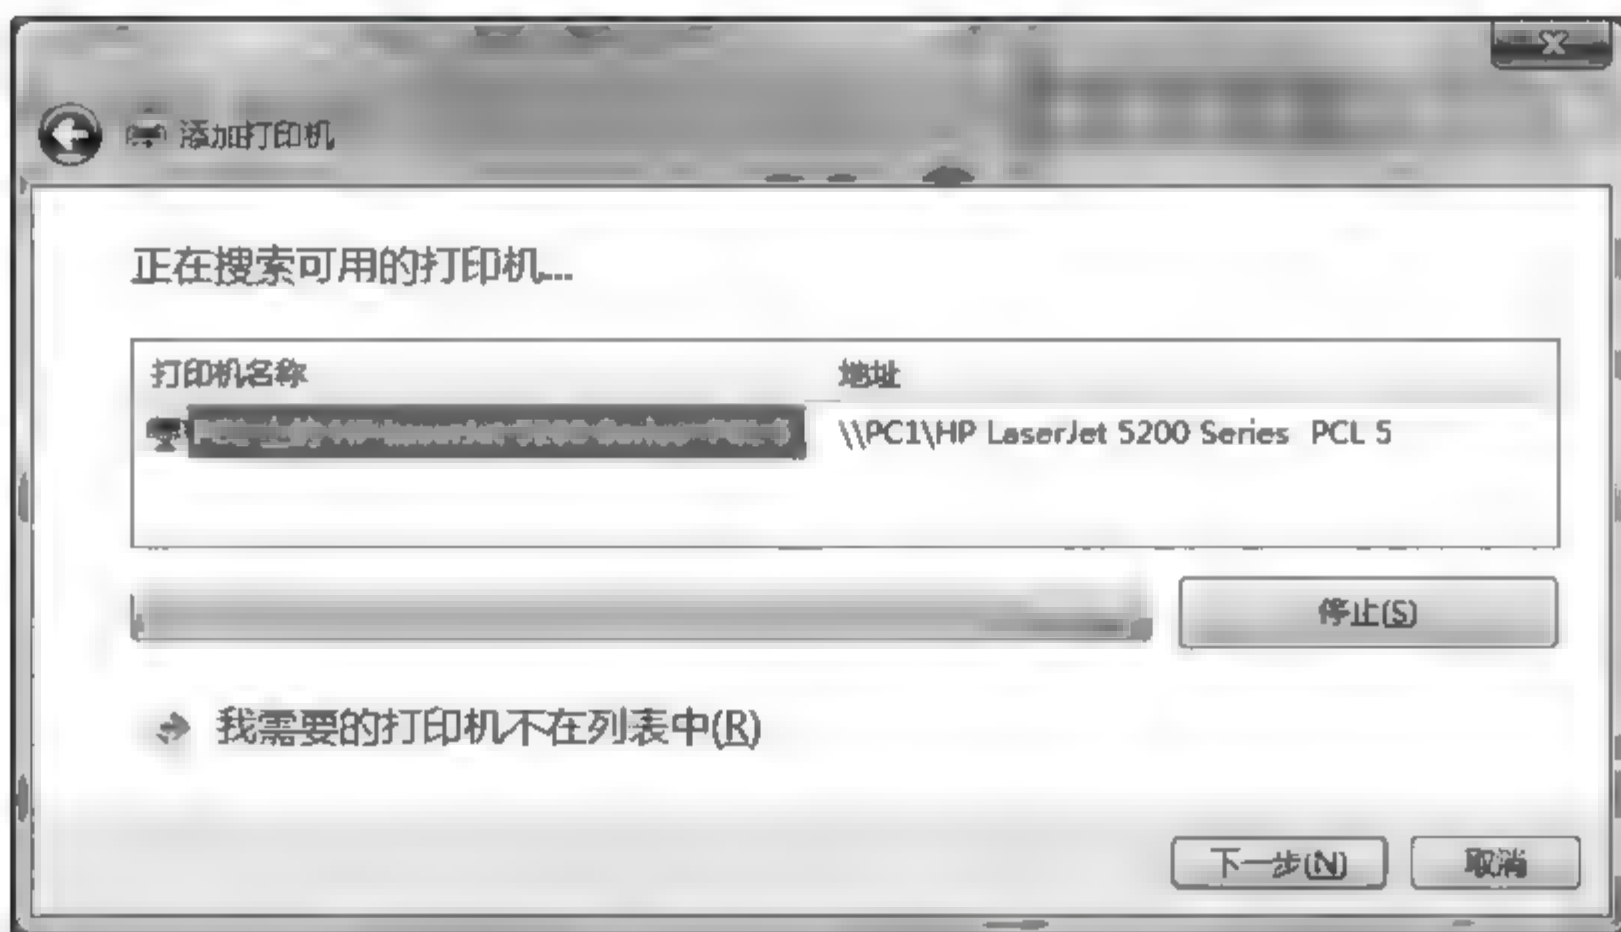 添加打印机
正在搜索可用的打印机...
打印机名称 地址
\\PC1\HP LaserJet 5200 Series PCL 5
停止(S)
我需要的打印机不在列表中(R)
下一步(N) 取消